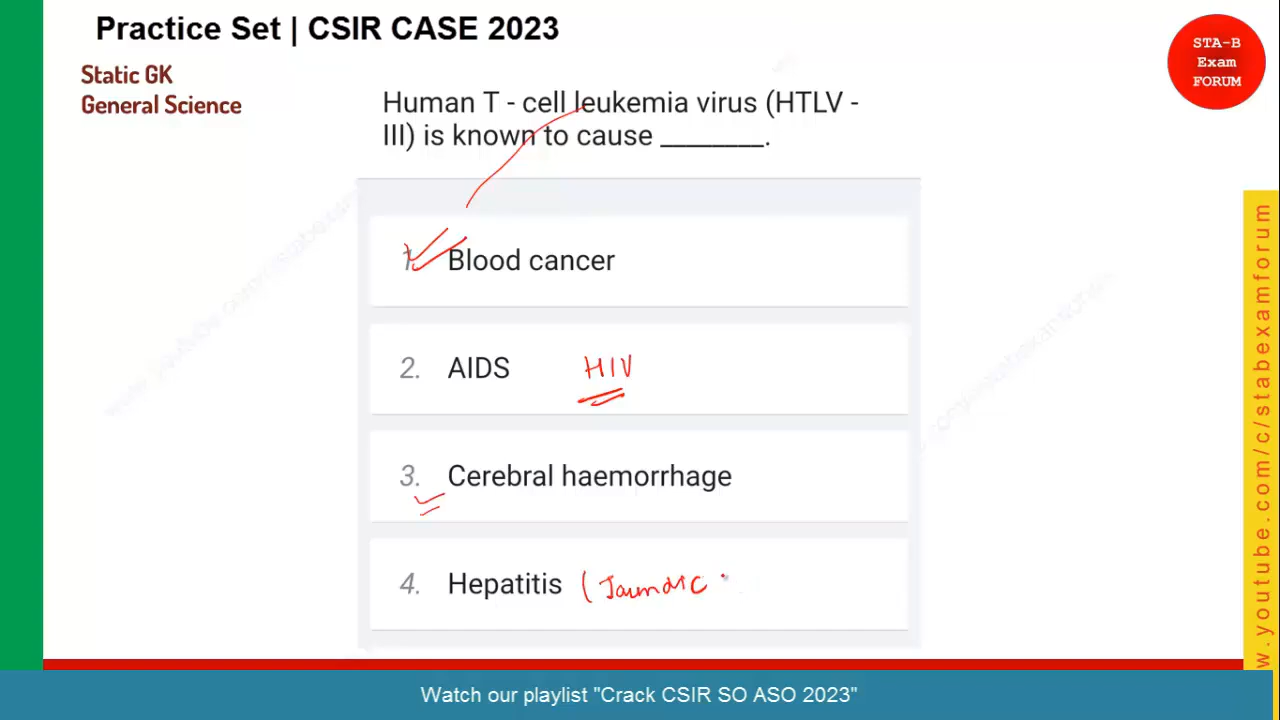 Practice Set | CSIR CASE 2023
STA-B
Exam
FORUM
Static GK
General Science
Human T - cell leukemia virus (HTLV -
III) is known to cause ________.
1. Blood cancer
2. AIDS HIV
3. Cerebral haemorrhage
4. Hepatitis (Jaundic
w.youtube.com/c/stabexamforum
Watch our playlist "Crack CSIR SO ASO 2023"